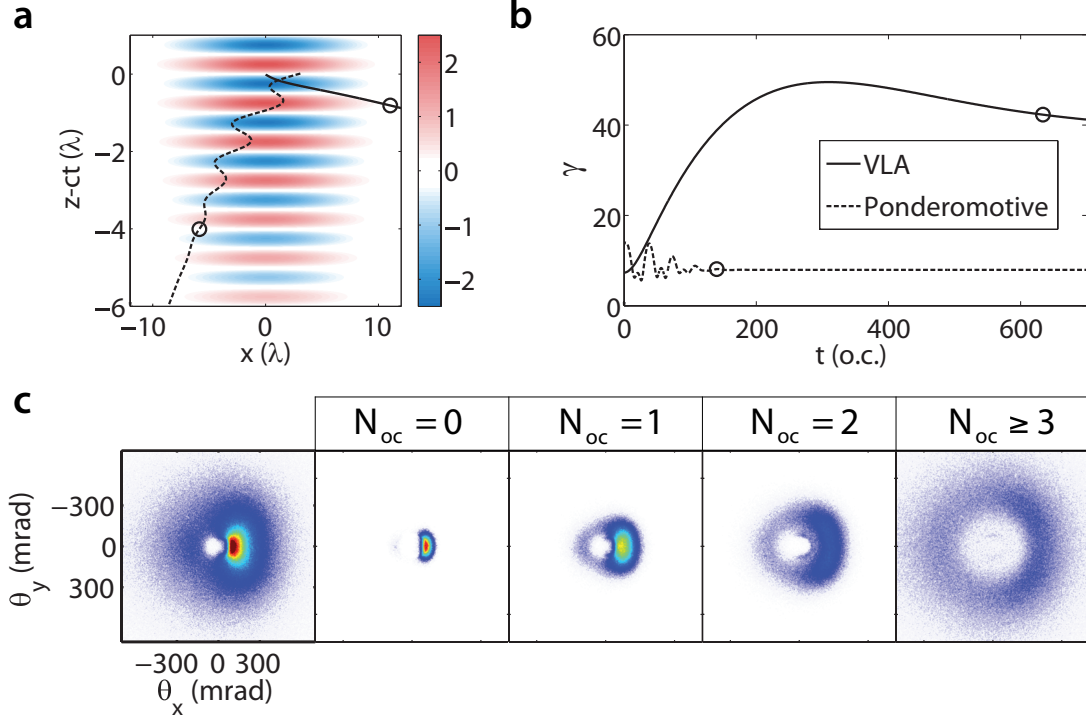 a
z-ct (λ)
0
−2
−4
−6
−10
0
10
x (λ)
2
1
0
−1
−2
b
γ
60
40
20
0
0
200
400
600
t (o.c.)
VLA
Ponderomotive
c
N_oc = 0
N_oc = 1
N_oc = 2
N_oc ≥ 3
θ_y (mrad)
−300
0
300
−300 0 300
θ_x (mrad)